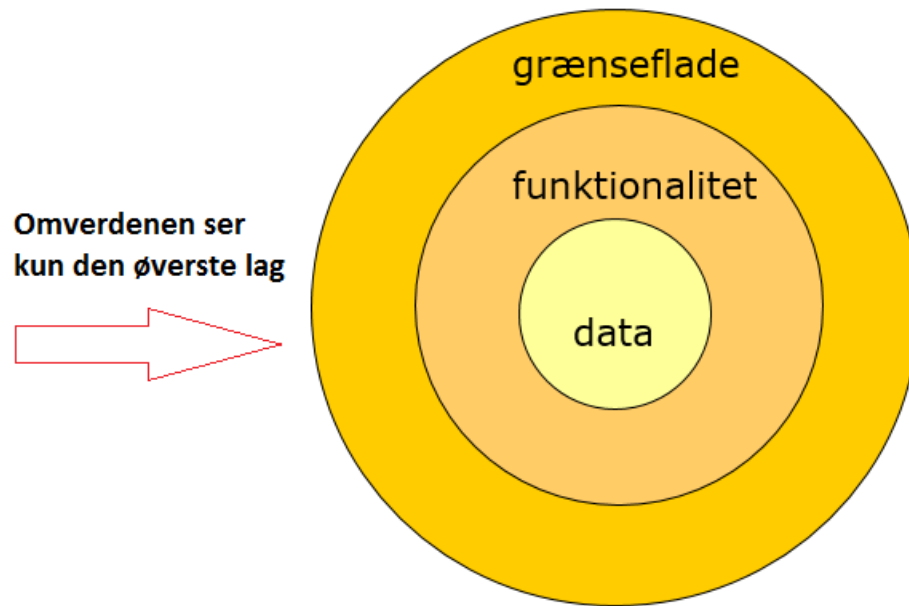 grænseflade
funktionalitet
Omverdenen ser
kun den øverste lag
data